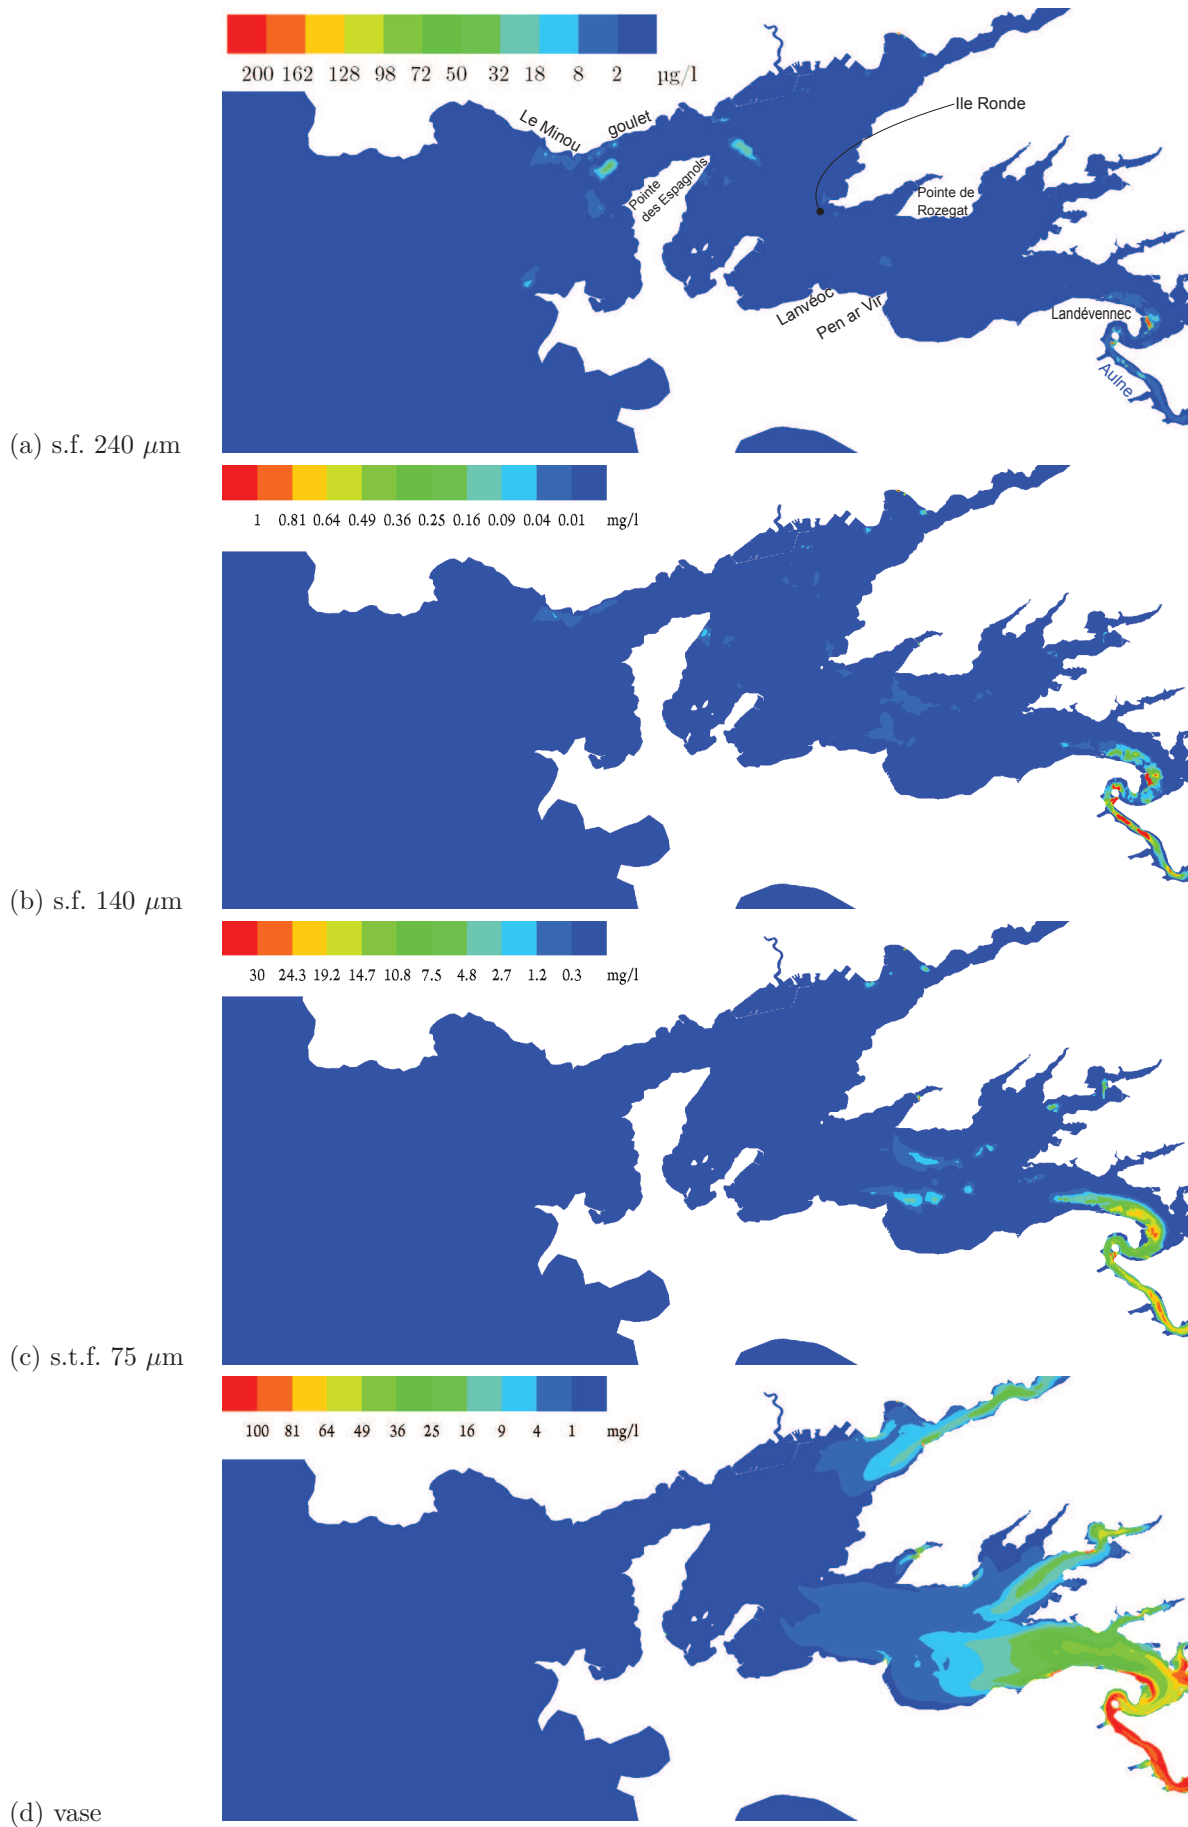 200 162 128 98 72 50 32 18 8 2 µg/l
Ile Ronde
Le Minou
goulet
Pointe
des Espagnols
Pointe de
Rozegat
Lanvéoc
Pen ar Vir
Landévennec
Aulne
(a) s.f. 240 μm
1 0.81 0.64 0.49 0.36 0.25 0.16 0.09 0.04 0.01 mg/l
(b) s.f. 140 μm
30 24.3 19.2 14.7 10.8 7.5 4.8 2.7 1.2 0.3 mg/l
(c) s.t.f. 75 μm
100 81 64 49 36 25 16 9 4 1 mg/l
(d) vase